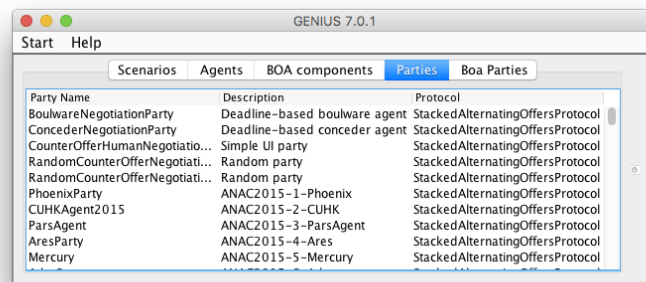 GENIUS 7.0.1
Start Help
Scenarios Agents BOA components Parties Boa Parties
Party Name Description Protocol
BoulwareNegotiationParty Deadline-based boulware agent StackedAlternatingOffersProtocol
ConcederNegotiationParty Deadline-based conceder agent StackedAlternatingOffersProtocol
CounterOfferHumanNegotiatio... Simple UI party StackedAlternatingOffersProtocol
RandomCounterOfferNegotiati... Random party StackedAlternatingOffersProtocol
RandomCounterOfferNegotiati... Random party StackedAlternatingOffersProtocol
PhoenixParty ANAC2015-1-Phoenix StackedAlternatingOffersProtocol
CUHKAgent2015 ANAC2015-2-CUHK StackedAlternatingOffersProtocol
ParsAgent ANAC2015-3-ParsAgent StackedAlternatingOffersProtocol
AresParty ANAC2015-4-Ares StackedAlternatingOffersProtocol
Mercury ANAC2015-5-Mercury StackedAlternatingOffersProtocol